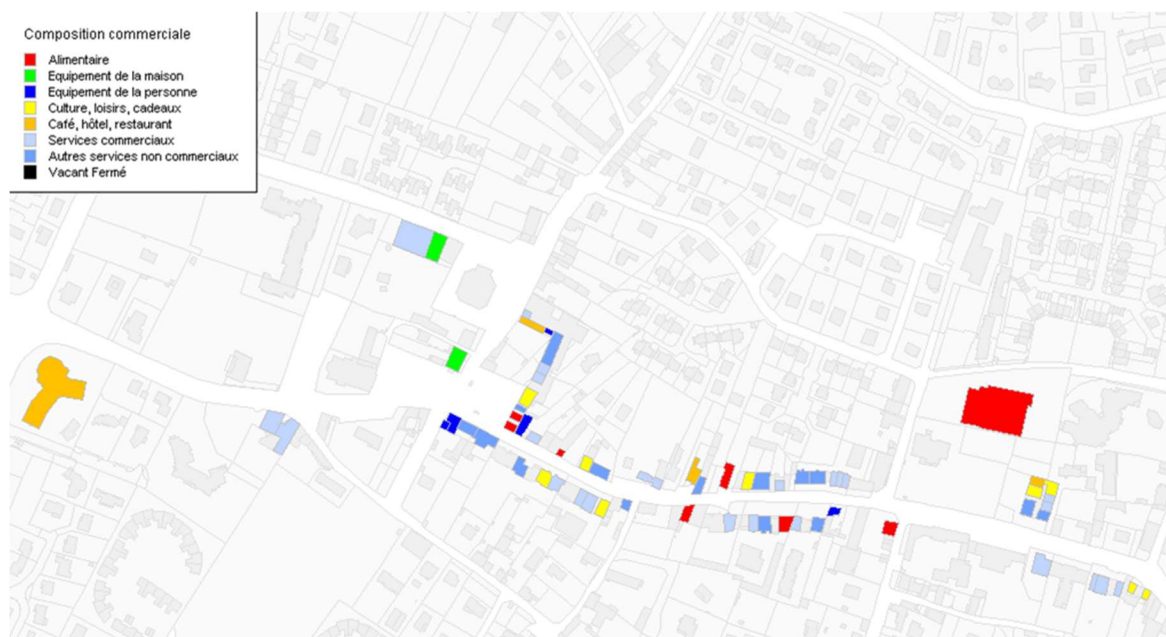 Composition commerciale
Alimentaire
Equipement de la maison
Equipement de la personne
Culture, loisirs, cadeaux
Café, hôtel, restaurant
Services commerciaux
Autres services non commerciaux
Vacant Fermé